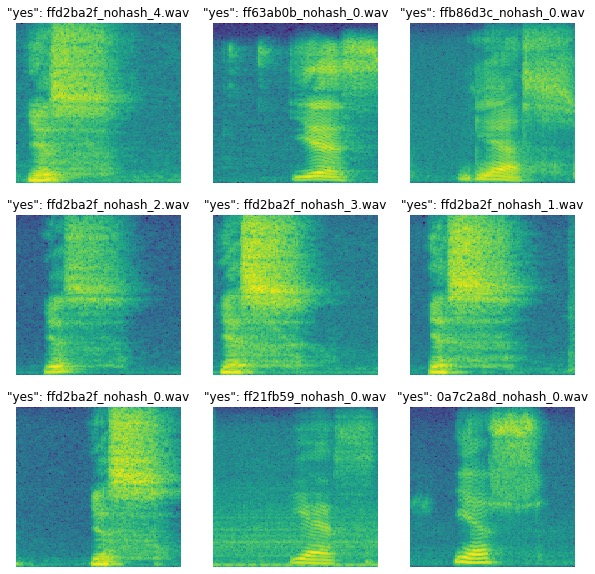 "yes": ffd2ba2f_nohash_4.wav "yes": ff63ab0b_nohash_0.wav "yes": ffb86d3c_nohash_0.wav
"yes": ffd2ba2f_nohash_2.wav "yes": ffd2ba2f_nohash_3.wav "yes": ffd2ba2f_nohash_1.wav
"yes": ffd2ba2f_nohash_0.wav "yes": ff21fb59_nohash_0.wav "yes": 0a7c2a8d_nohash_0.wav